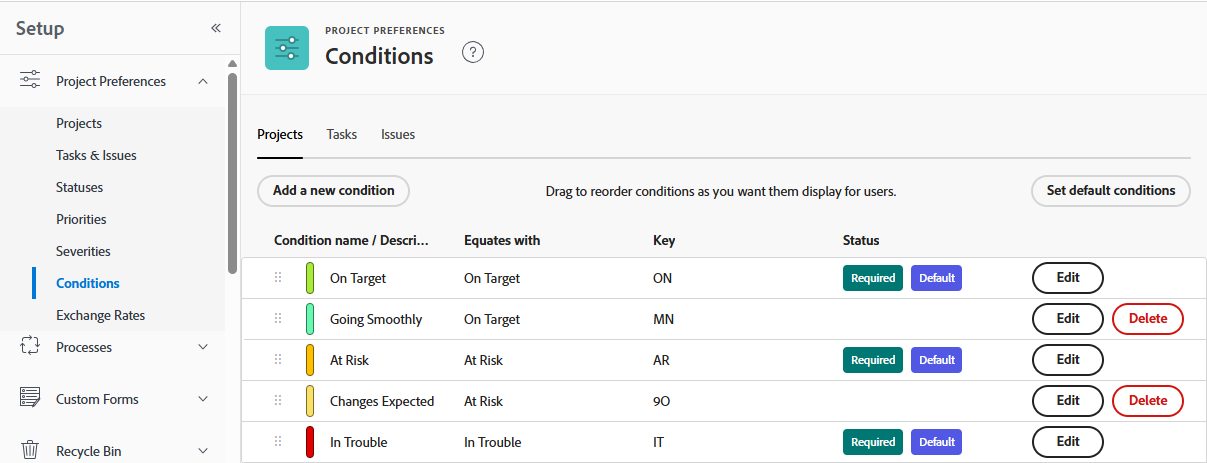 Setup
Project Preferences
Projects
Tasks & Issues
Statuses
Priorities
Severities
Conditions
Exchange Rates
Processes
Custom Forms
Recycle Bin
PROJECT PREFERENCES
Conditions
?
Projects Tasks Issues
Add a new condition Drag to reorder conditions as you want them display for users. Set default conditions
Condition name / Descri... Equates with Key Status
On Target On Target ON Required Default Edit
Going Smoothly On Target MN Edit Delete
At Risk At Risk AR Required Default Edit
Changes Expected At Risk 9O Edit Delete
In Trouble In Trouble IT Required Default Edit